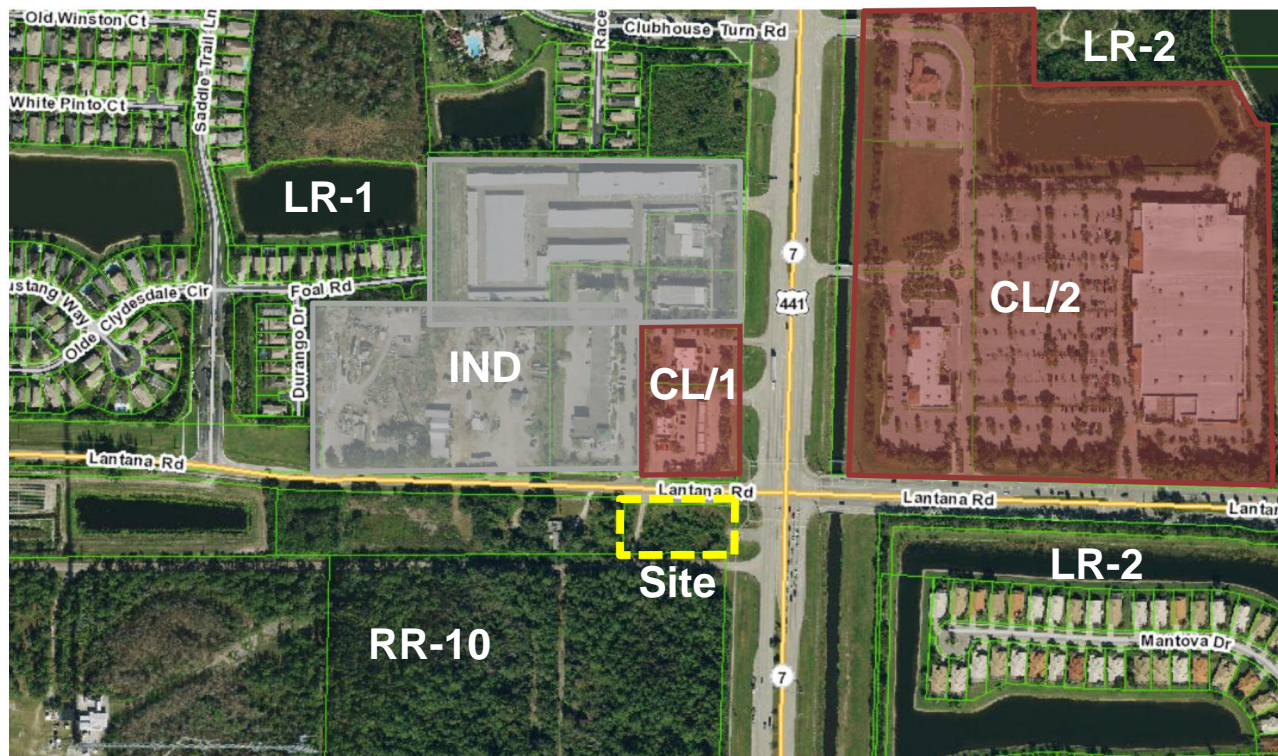 Old Winston Ct
Saddle Trail Ln
Race
Clubhouse Turn Rd
LR-2
White Pinto Ct
LR-1
7
441
Foal Rd
CL/2
ustang Way
Olde Clydesdale Cir
Durango Dr
IND
CL/1
Lantana Rd
Lantana Rd
Lantana Rd
Lantan
Site
LR-2
RR-10
Mantova Dr
7